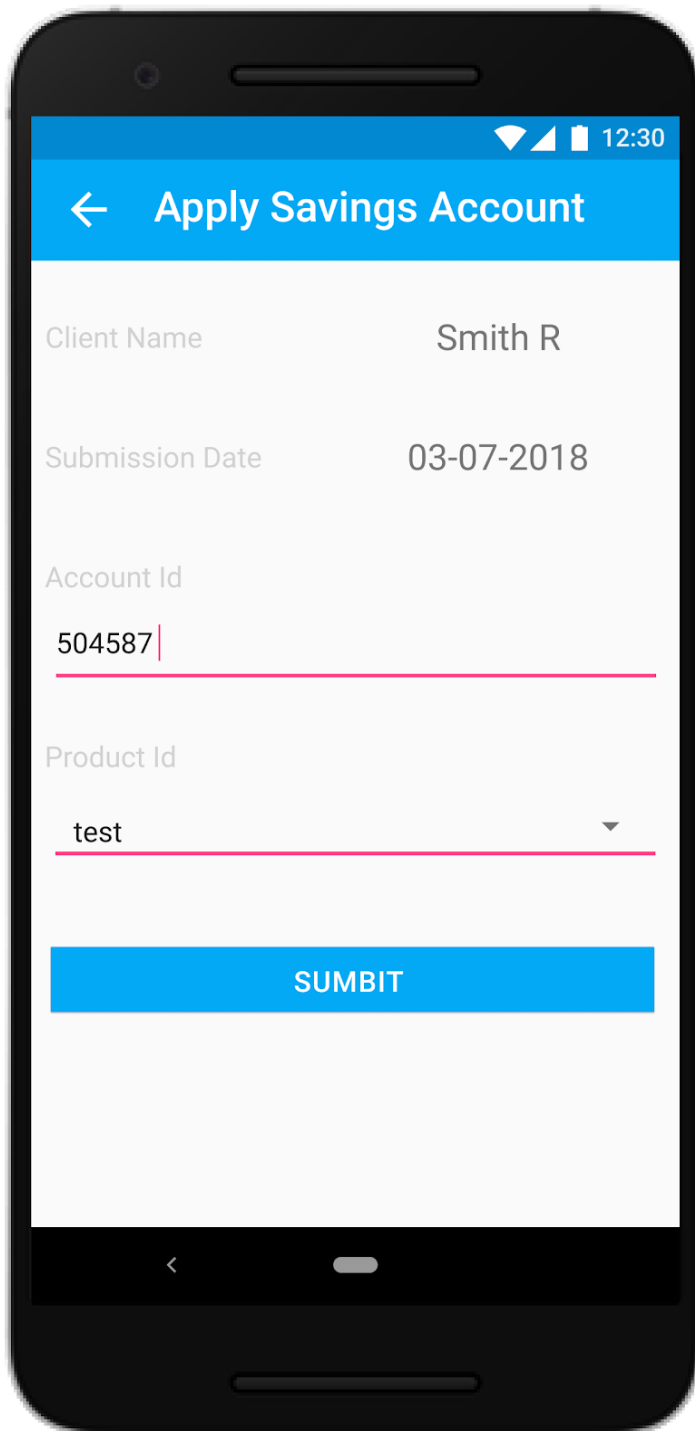 12:30
Apply Savings Account
Client Name Smith R
Submission Date 03-07-2018
Account Id
504587
Product Id
test
SUMBIT